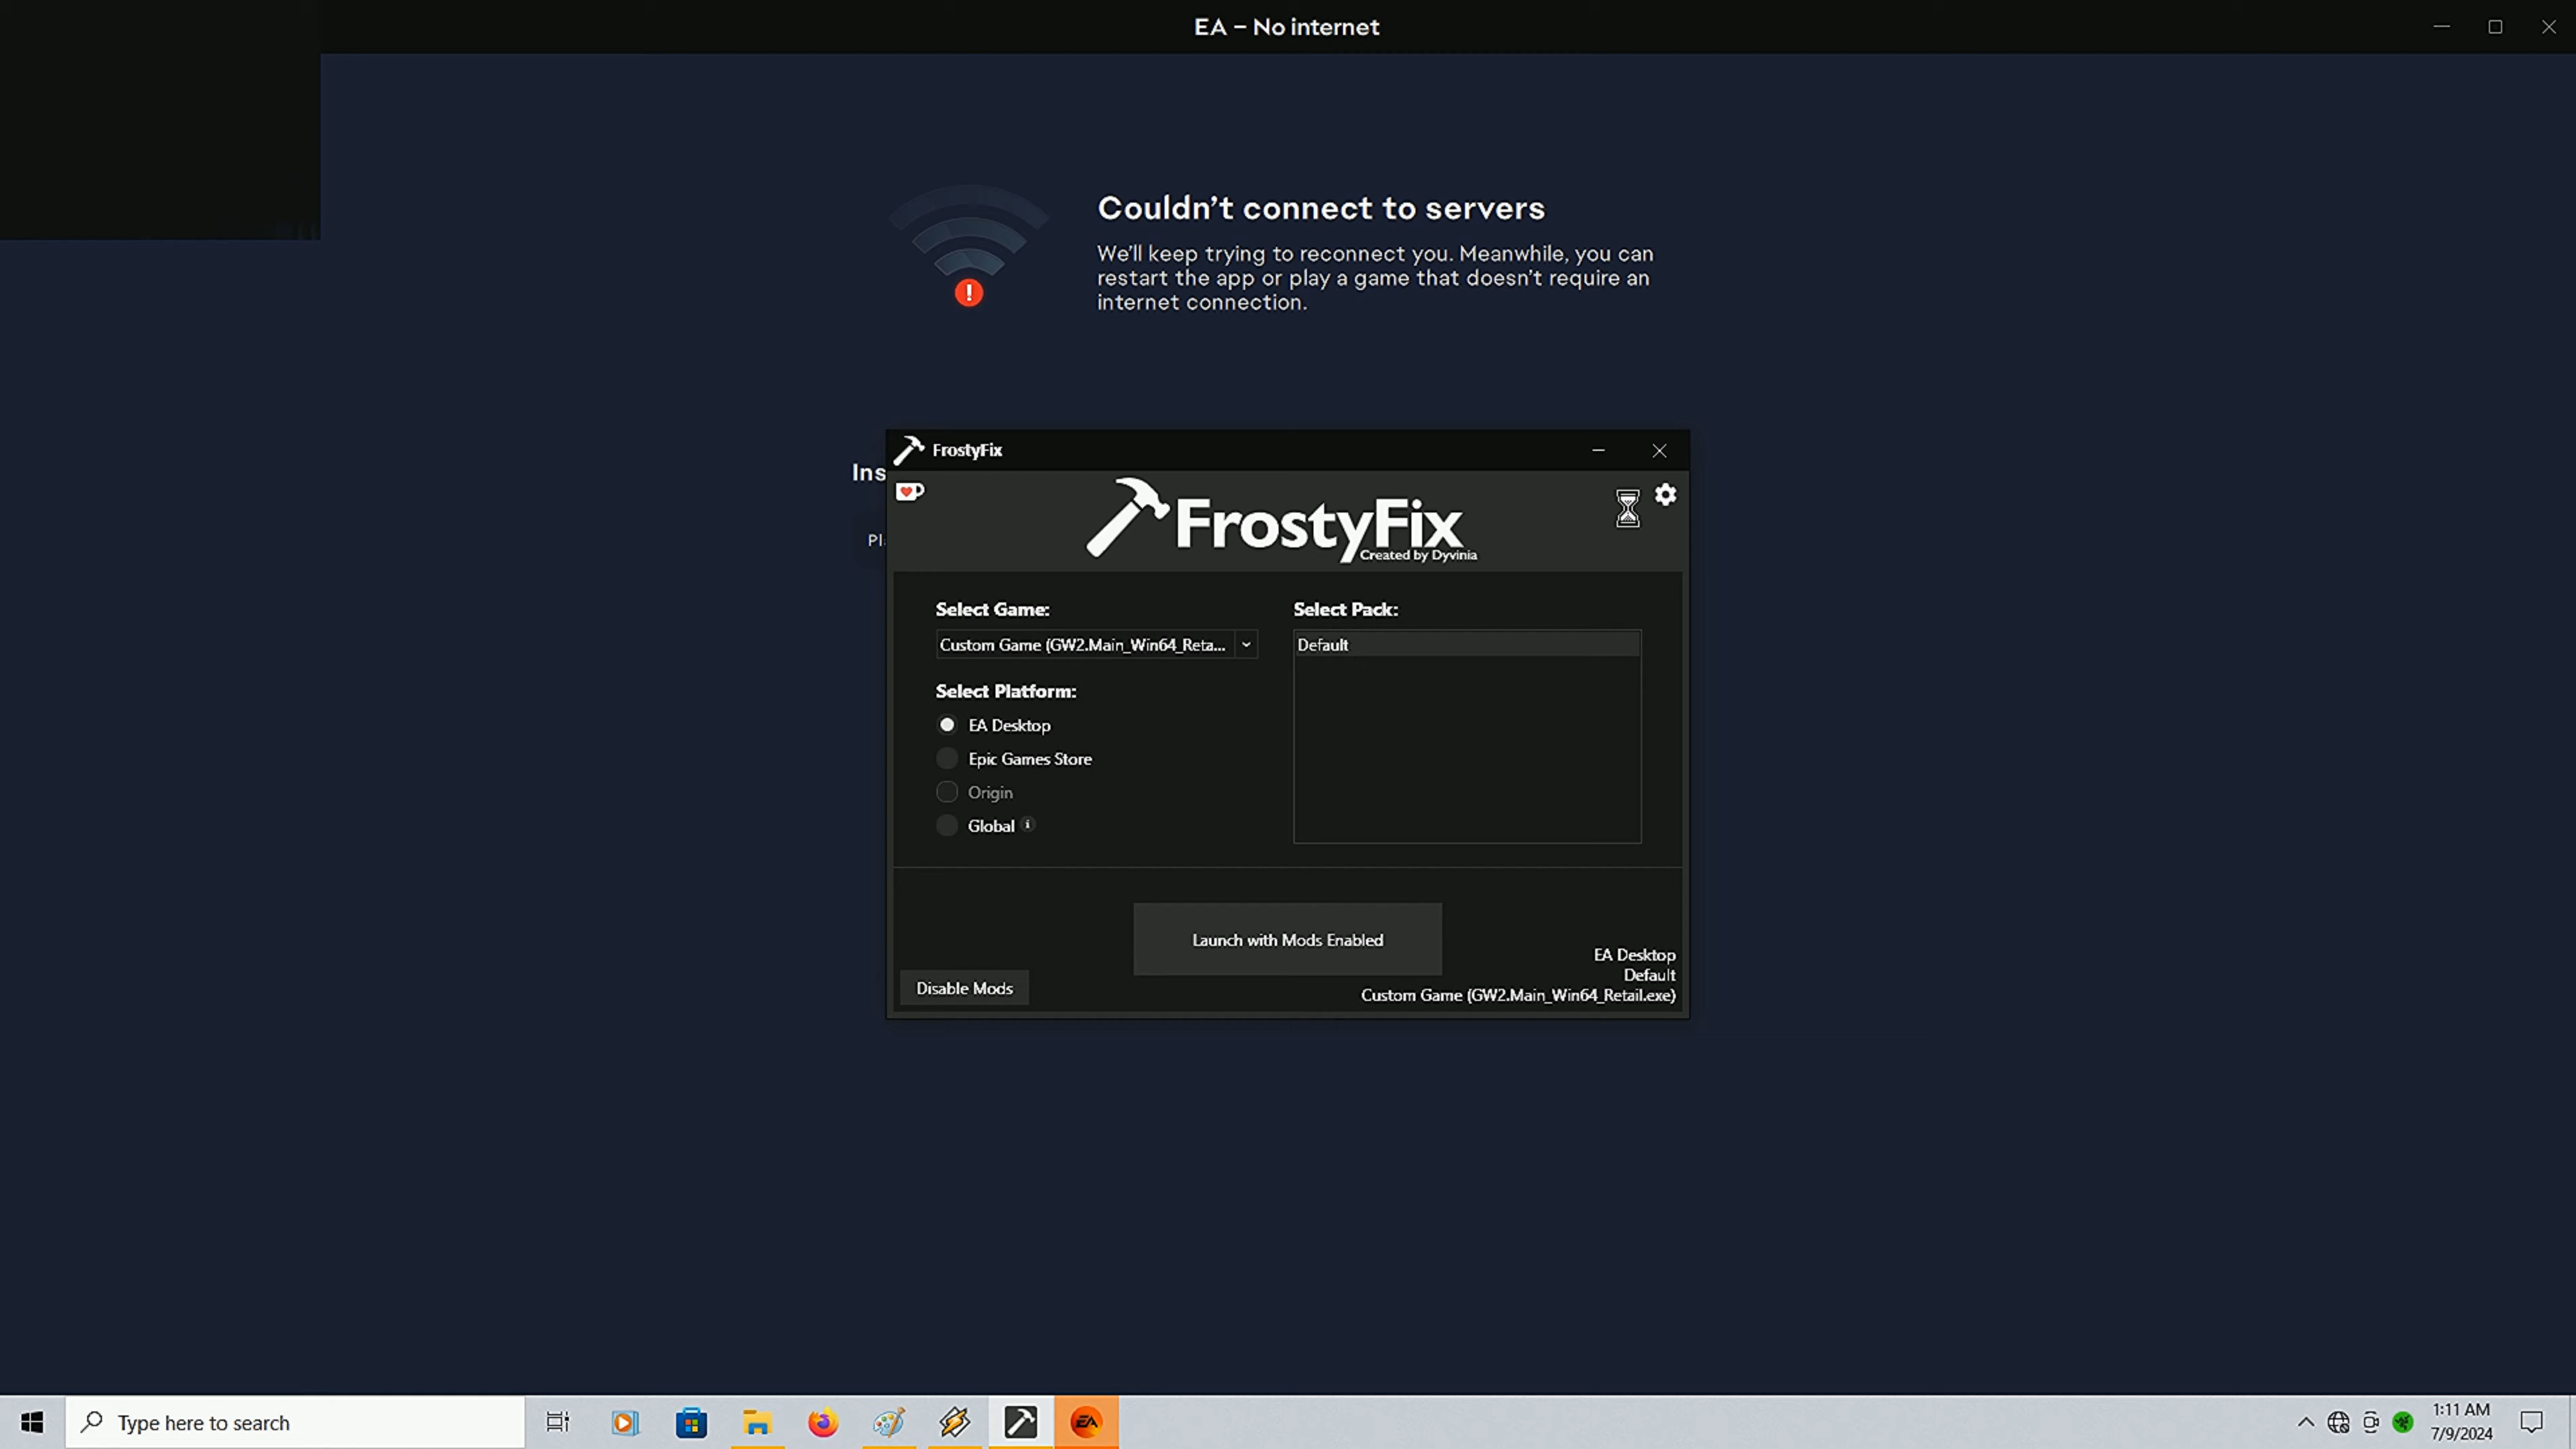 EA – No internet
Couldn't connect to servers
We'll keep trying to reconnect you. Meanwhile, you can
restart the app or play a game that doesn't require an
internet connection.
Ins
Pl
FrostyFix
FrostyFix
Created by Dyvinia
Select Game:
Custom Game (GW2.Main_Win64_Reta...
Select Platform:
EA Desktop
Epic Games Store
Origin
Global
Select Pack:
Default
Launch with Mods Enabled
Disable Mods
EA Desktop
Default
Custom Game (GW2.Main_Win64_Retail.exe)
Type here to search
EA
1:11 AM
7/9/2024